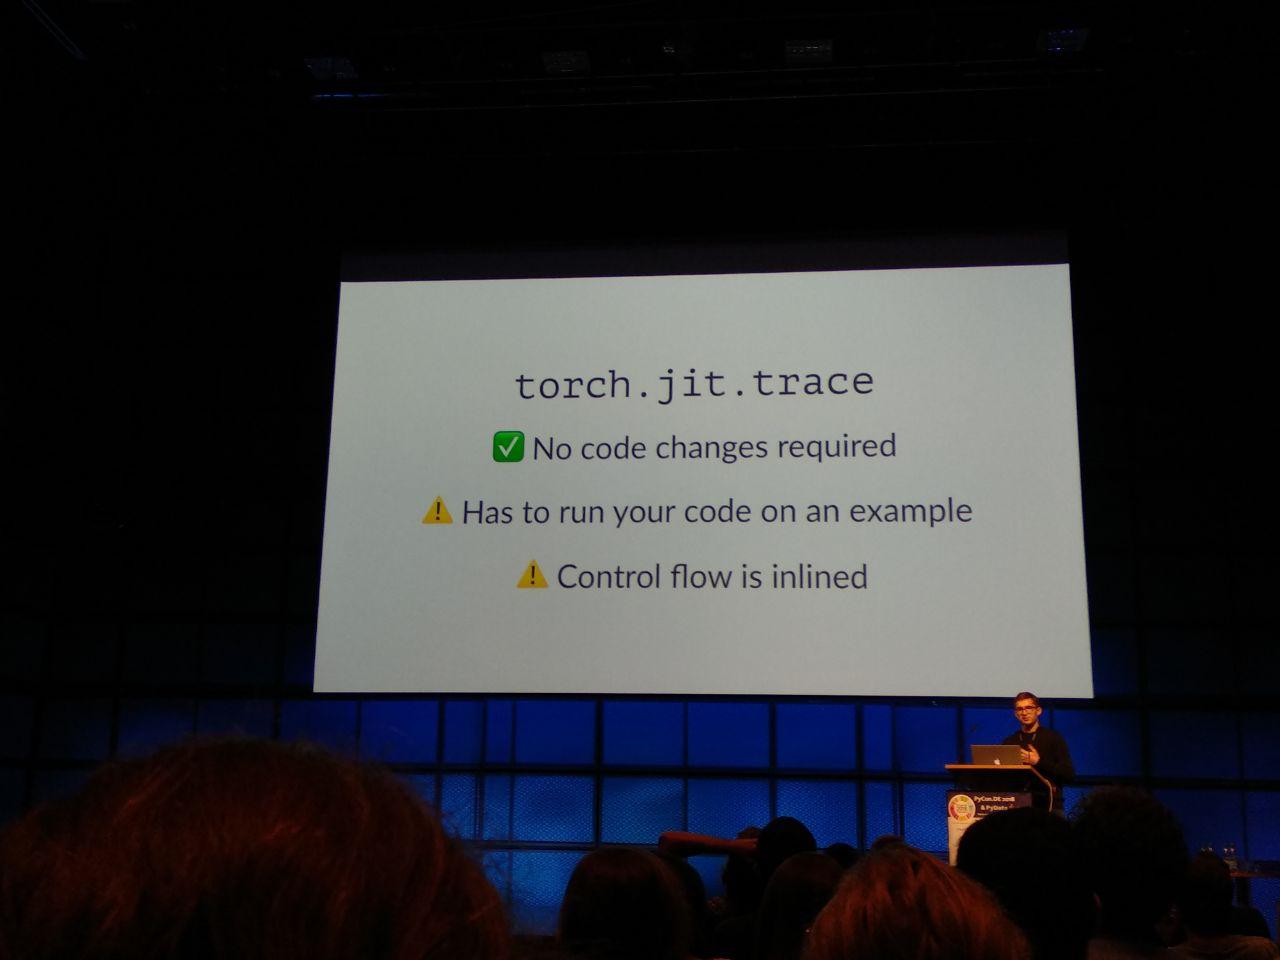 torch.jit.trace
✅ No code changes required
⚠ Has to run your code on an example
⚠ Control flow is inlined
PyCon.DE 2018
& PyData